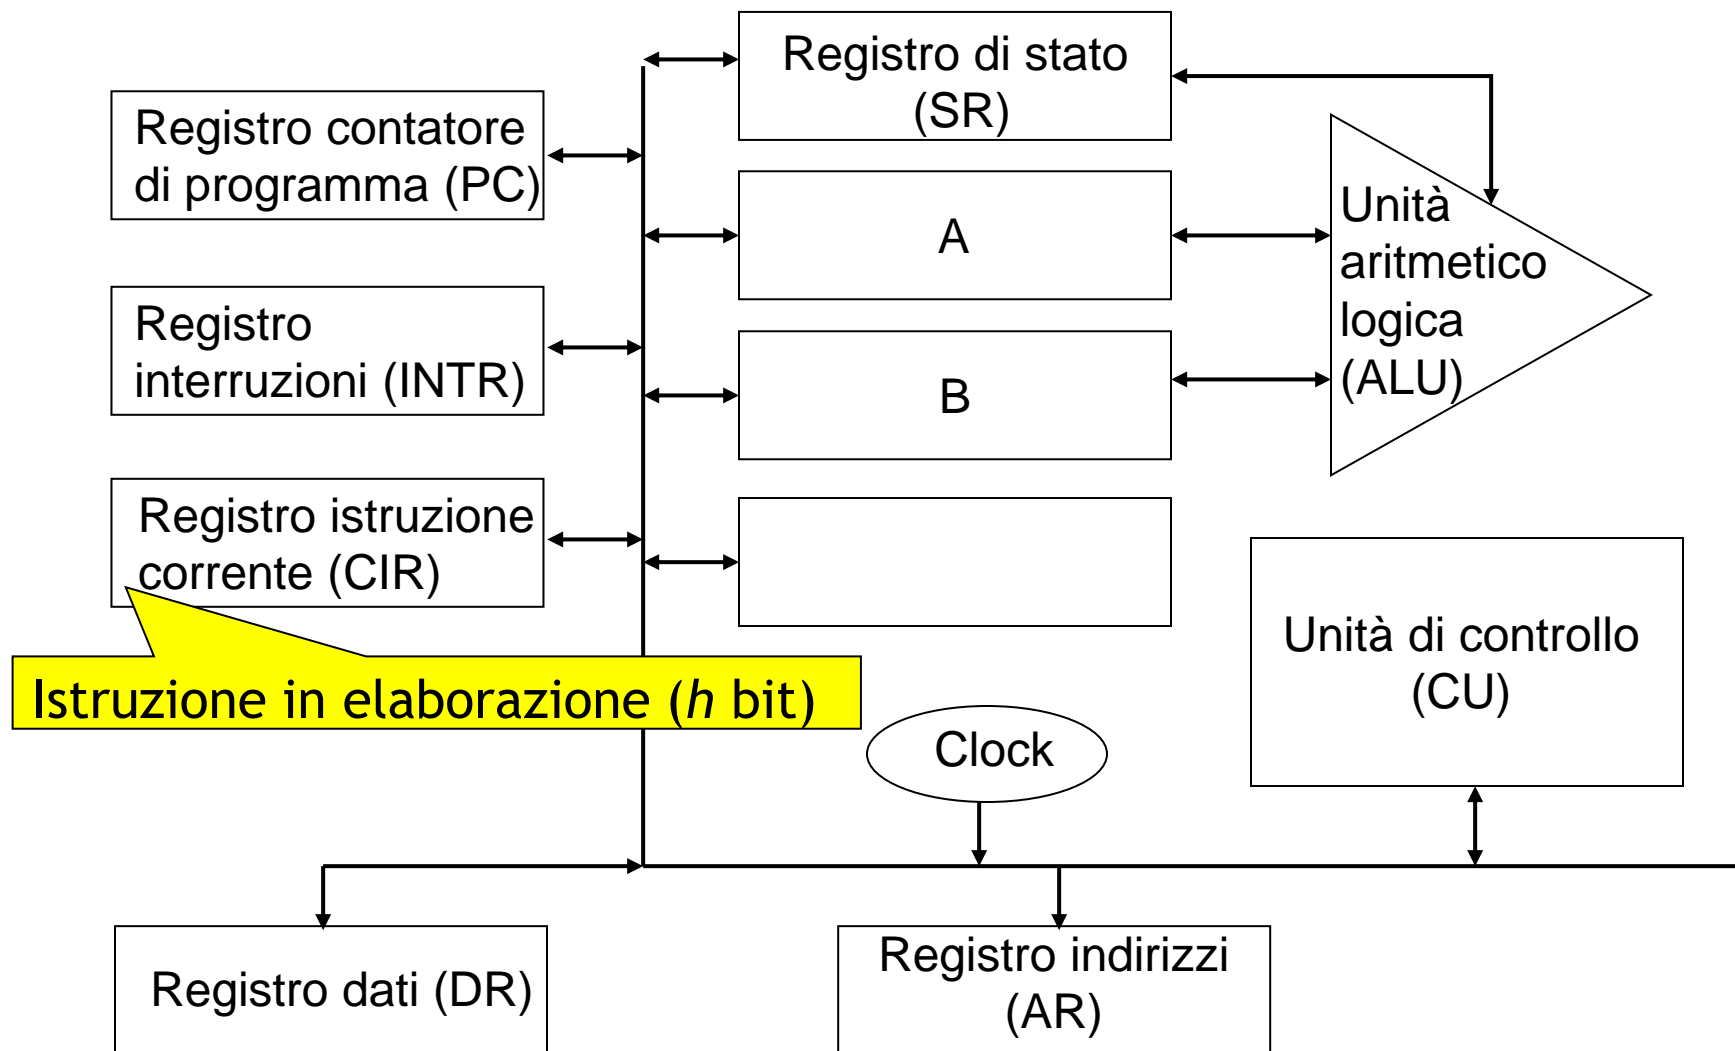 Registro di stato
(SR)
Registro contatore
di programma (PC)
A
Unità
aritmetico
logica
(ALU)
Registro
interruzioni (INTR)
B
Registro istruzione
corrente (CIR)
Istruzione in elaborazione (h bit)
Unità di controllo
(CU)
Clock
Registro dati (DR)
Registro indirizzi
(AR)